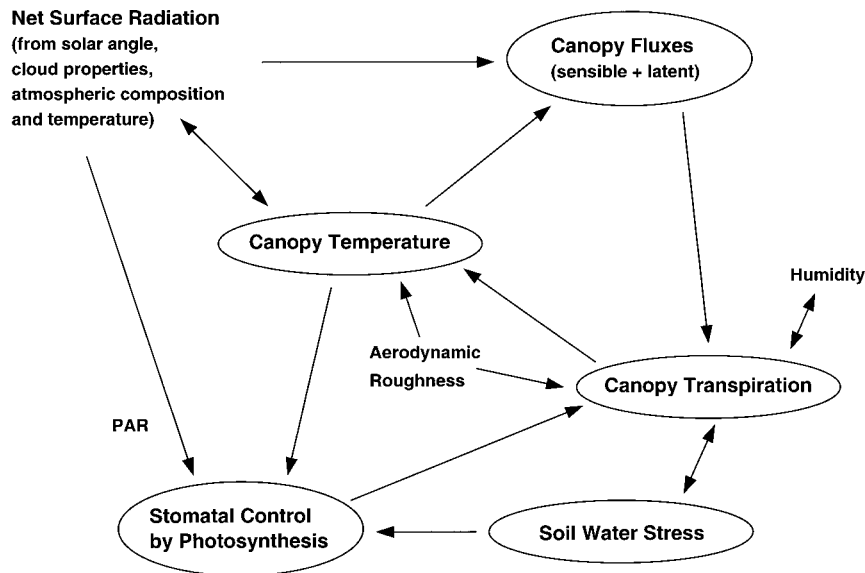 Net Surface Radiation
(from solar angle,
cloud properties,
atmospheric composition
and temperature)
Canopy Fluxes
(sensible + latent)
Canopy Temperature
Humidity
Aerodynamic
Roughness
Canopy Transpiration
PAR
Stomatal Control
by Photosynthesis
Soil Water Stress